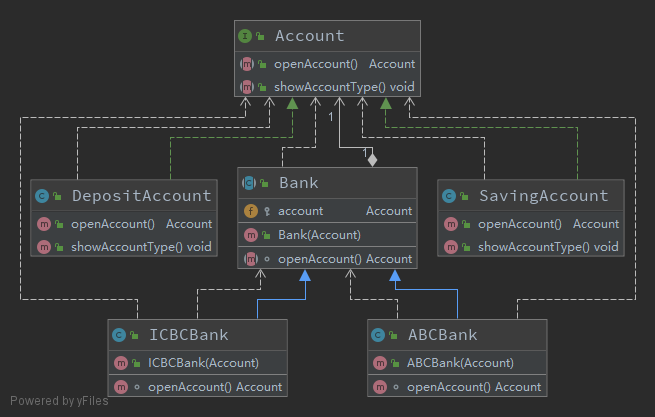 Account
openAccount() Account
showAccountType() void
1
1
DepositAccount
openAccount() Account
showAccountType() void
Bank
account Account
Bank(Account)
openAccount() Account
SavingAccount
openAccount() Account
showAccountType() void
ICBCBank
ICBCBank(Account)
openAccount() Account
ABCBank
ABCBank(Account)
openAccount() Account
Powered by yFiles